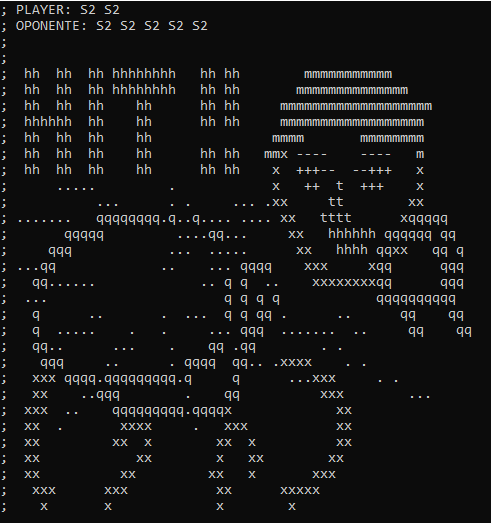 ; PLAYER: S2 S2
; OPONENTE: S2 S2 S2 S2 S2
;
;
;  hh  hh  hh hhhhhhhh   hh hh        mmmmmmmmmmm
;  hh  hh  hh hhhhhhhh   hh hh       mmmmmmmmmmmmmm
;  hh  hh  hh    hh      hh hh     mmmmmmmmmmmmmmmmmmm
;  hhhhhh  hh    hh      hh hh     mmmmmmmmmmmmmmmmmm
;  hh  hh  hh    hh               mmmm       mmmmmmmm
;  hh  hh  hh    hh      hh hh   mmx ----   ----   m
;  hh  hh  hh    hh      hh hh    x  +++--  --+++   x
;      .....         .            x   ++  t  +++    x
;           ...      . .    ... .xx     tt        xx
; .......   qqqqqqqq.q..q.... .... xx   tttt      xqqqqq
;       qqqqq         ....qq...     xx   hhhhhh qqqqqq qq
;     qqq            ...  .....      xx   hhhh qqxx   qq q
; ...qq             ..    ... qqqq    xxx     xqq      qqq
;   qq......             .. q q  ..    xxxxxxxxqq      qqq
;  ...                      q q q q            qqqqqqqqqq
;   q      ..       .  ...  q qq qq .      ..      qq    qq
;   q  .....    .   .     ... qqq  ....... ..     qq    qq
;   qq..       ...    .    qq .qq        . .
;    qqq     ..      . qqqq  qq.. .xxxx    . .
;   xxx qqqq.qqqqqqqqq.q     q      ...xxx     . .
;   xx    ..qqq        .    qq          xxx        ...
;  xxx  ..    qqqqqqqqq.qqqqx             xx
;  xx  .       xxxx     .   xxx           xx
;  xx         xx  x        xx  x          xx
;  xx            xx        x   xx        xx
;  xx          xx         xx   x       xxx
;   xxx      xxx           xx      xxxxx
;    x       x             x        x